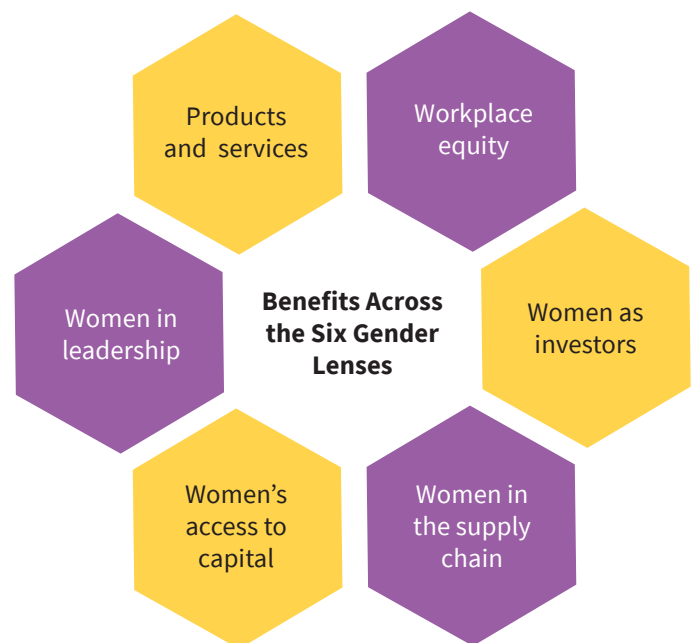 Products
and services
Workplace
equity
Women in
leadership
Benefits Across
the Six Gender
Lenses
Women as
investors
Women’s
access to
capital
Women in
the supply
chain